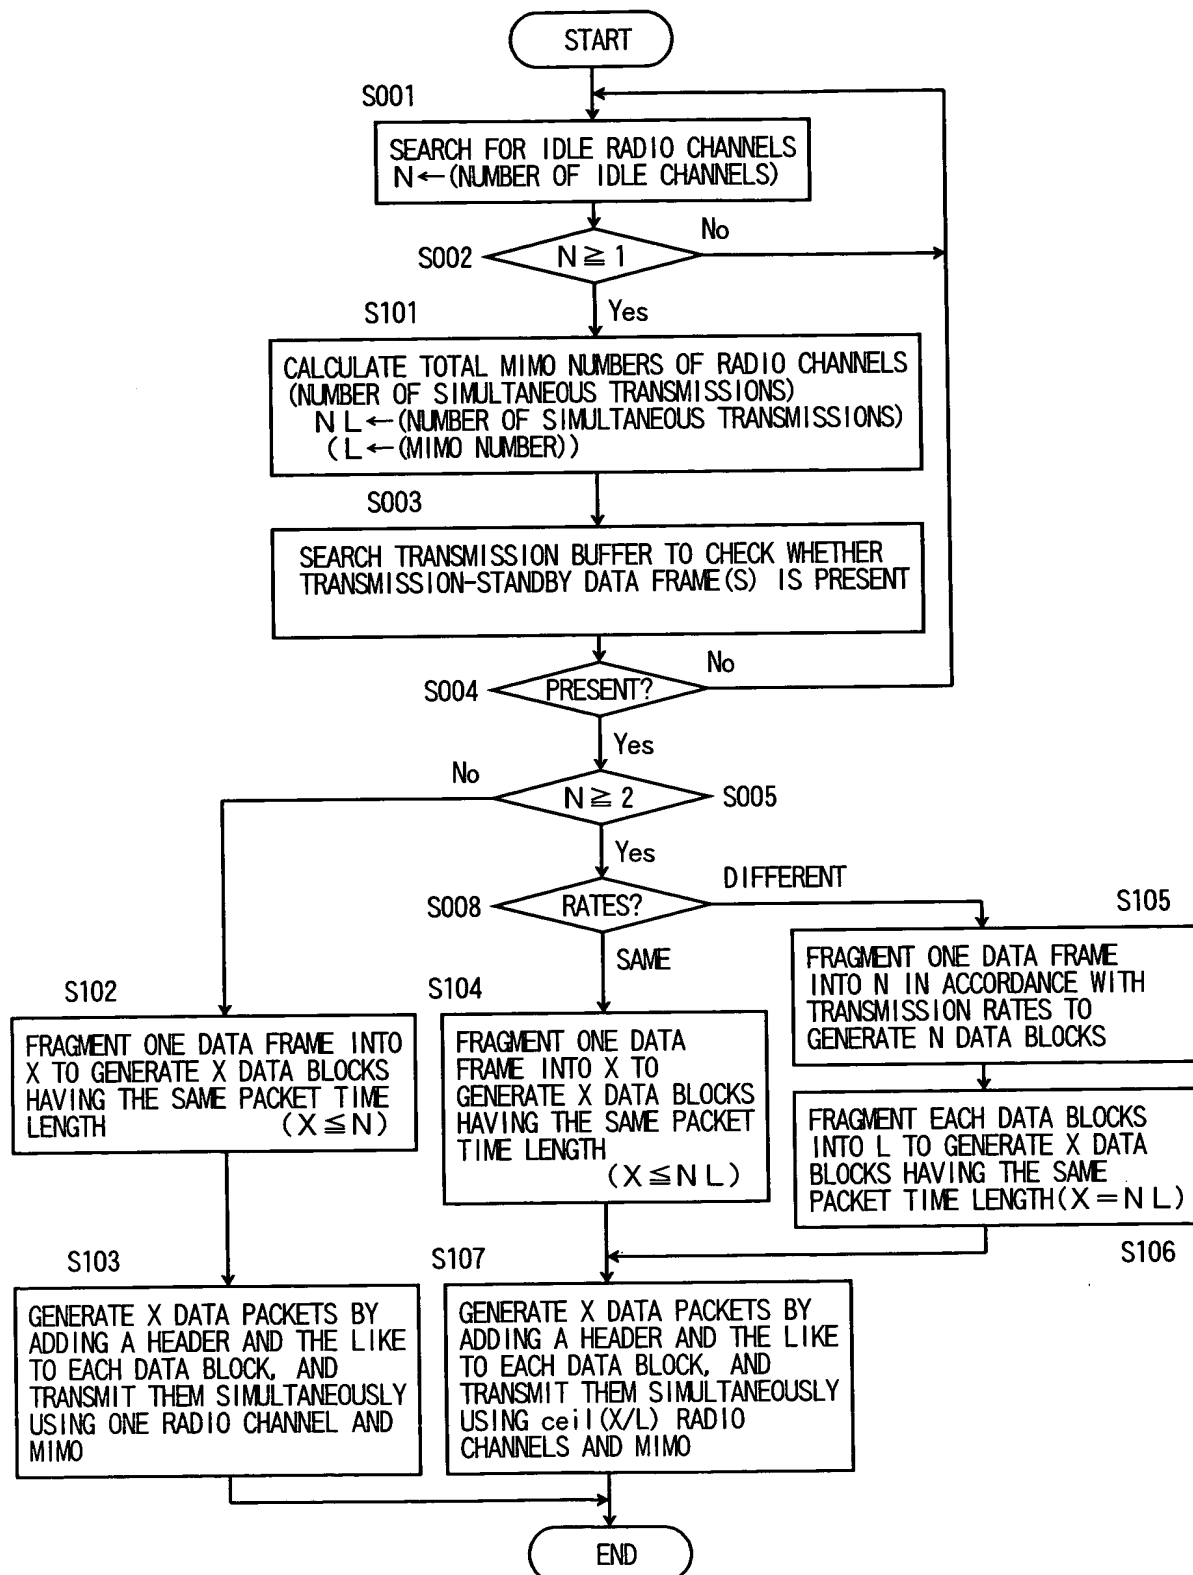 START
S001
SEARCH FOR IDLE RADIO CHANNELS
N←(NUMBER OF IDLE CHANNELS)
No
S002
N≧1
Yes
S101
CALCULATE TOTAL MIMO NUMBERS OF RADIO CHANNELS
(NUMBER OF SIMULTANEOUS TRANSMISSIONS)
NL←(NUMBER OF SIMULTANEOUS TRANSMISSIONS)
(L←(MIMO NUMBER))
S003
SEARCH TRANSMISSION BUFFER TO CHECK WHETHER
TRANSMISSION-STANDBY DATA FRAME(S) IS PRESENT
No
S004
PRESENT?
Yes
No
N≧2
S005
Yes
DIFFERENT
S008
RATES?
SAME
S105
FRAGMENT ONE DATA FRAME
INTO N IN ACCORDANCE WITH
TRANSMISSION RATES TO
GENERATE N DATA BLOCKS
S102
FRAGMENT ONE DATA FRAME INTO
X TO GENERATE X DATA BLOCKS
HAVING THE SAME PACKET TIME
LENGTH (X≦N)
S104
FRAGMENT ONE DATA
FRAME INTO X TO
GENERATE X DATA BLOCKS
HAVING THE SAME PACKET
TIME LENGTH
(X≦NL)
FRAGMENT EACH DATA BLOCKS
INTO L TO GENERATE X DATA
BLOCKS HAVING THE SAME
PACKET TIME LENGTH(X=NL)
S106
S103
GENERATE X DATA PACKETS BY
ADDING A HEADER AND THE LIKE
TO EACH DATA BLOCK, AND
TRANSMIT THEM SIMULTANEOUSLY
USING ONE RADIO CHANNEL AND
MIMO
S107
GENERATE X DATA PACKETS BY
ADDING A HEADER AND THE LIKE
TO EACH DATA BLOCK, AND
TRANSMIT THEM SIMULTANEOUSLY
USING ceil(X/L) RADIO
CHANNELS AND MIMO
END